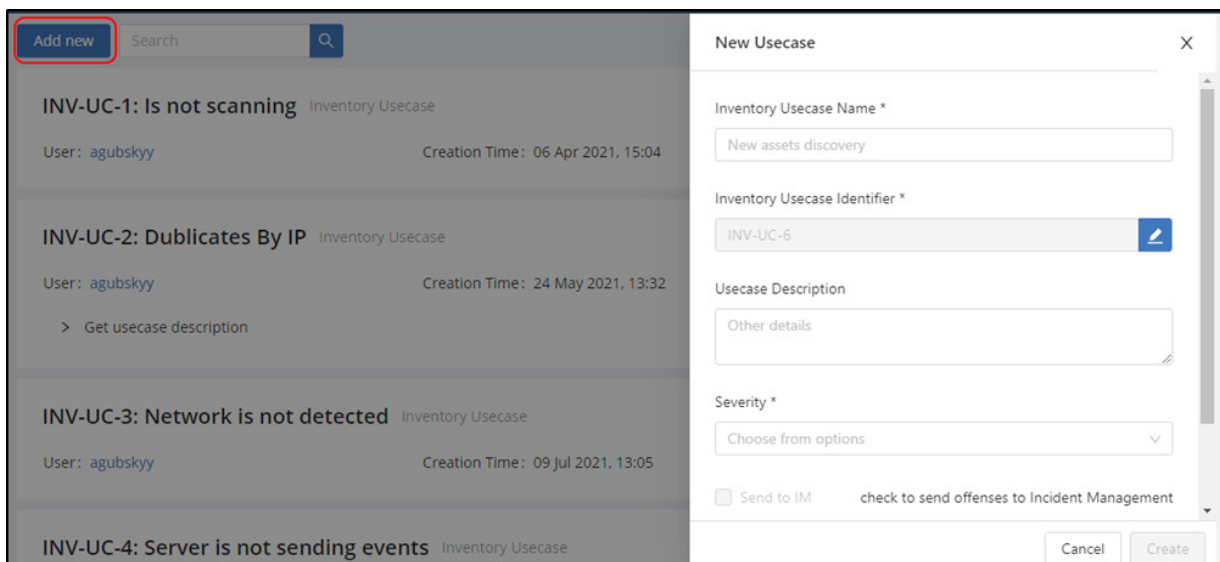 Add new Search
INV-UC-1: Is not scanning Inventory Usecase
User: agubskyy Creation Time: 06 Apr 2021, 15:04
INV-UC-2: Dublicates By IP Inventory Usecase
User: agubskyy Creation Time: 24 May 2021, 13:32
> Get usecase description
INV-UC-3: Network is not detected Inventory Usecase
User: agubskyy Creation Time: 09 Jul 2021, 13:05
INV-UC-4: Server is not sending events Inventory Usecase
New Usecase X
Inventory Usecase Name *
New assets discovery
Inventory Usecase Identifier *
INV-UC-6
Usecase Description
Other details
Severity *
Choose from options
Send to IM check to send offenses to Incident Management
Cancel Create